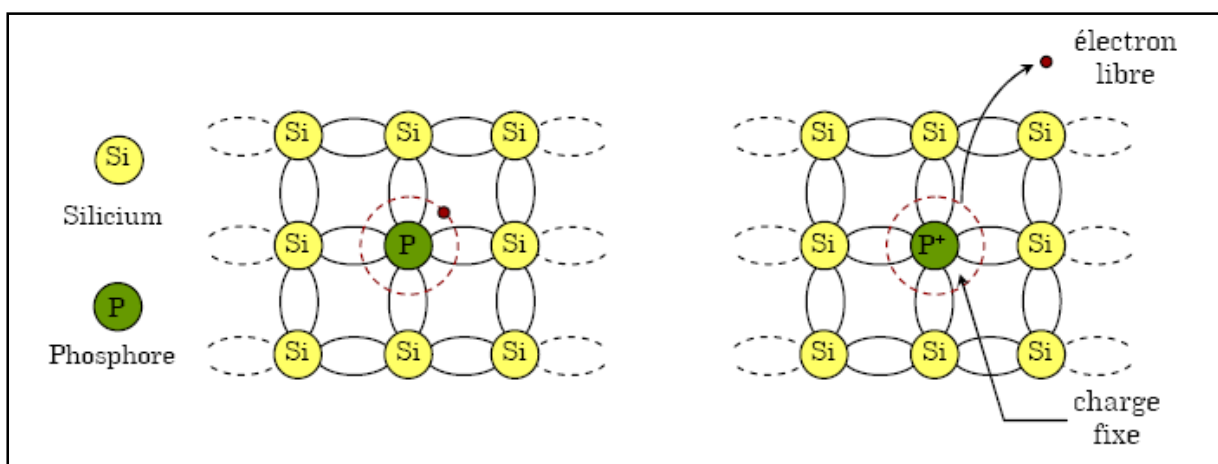 Si
Silicium
P
Phosphore
Si Si Si
Si P Si
Si Si Si
électron
libre
Si Si Si
Si P⁺ Si
Si Si Si
charge
fixe